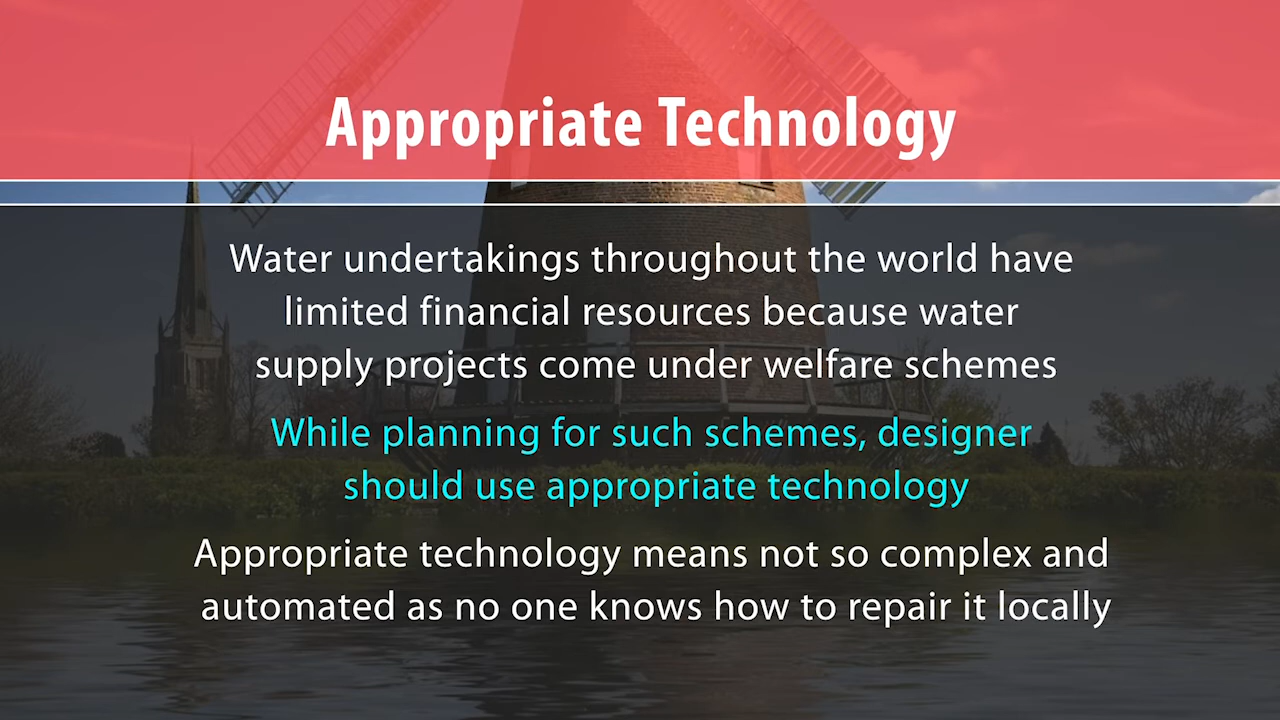 Appropriate Technology
Water undertakings throughout the world have
limited financial resources because water
supply projects come under welfare schemes
While planning for such schemes, designer
should use appropriate technology
Appropriate technology means not so complex and
automated as no one knows how to repair it locally